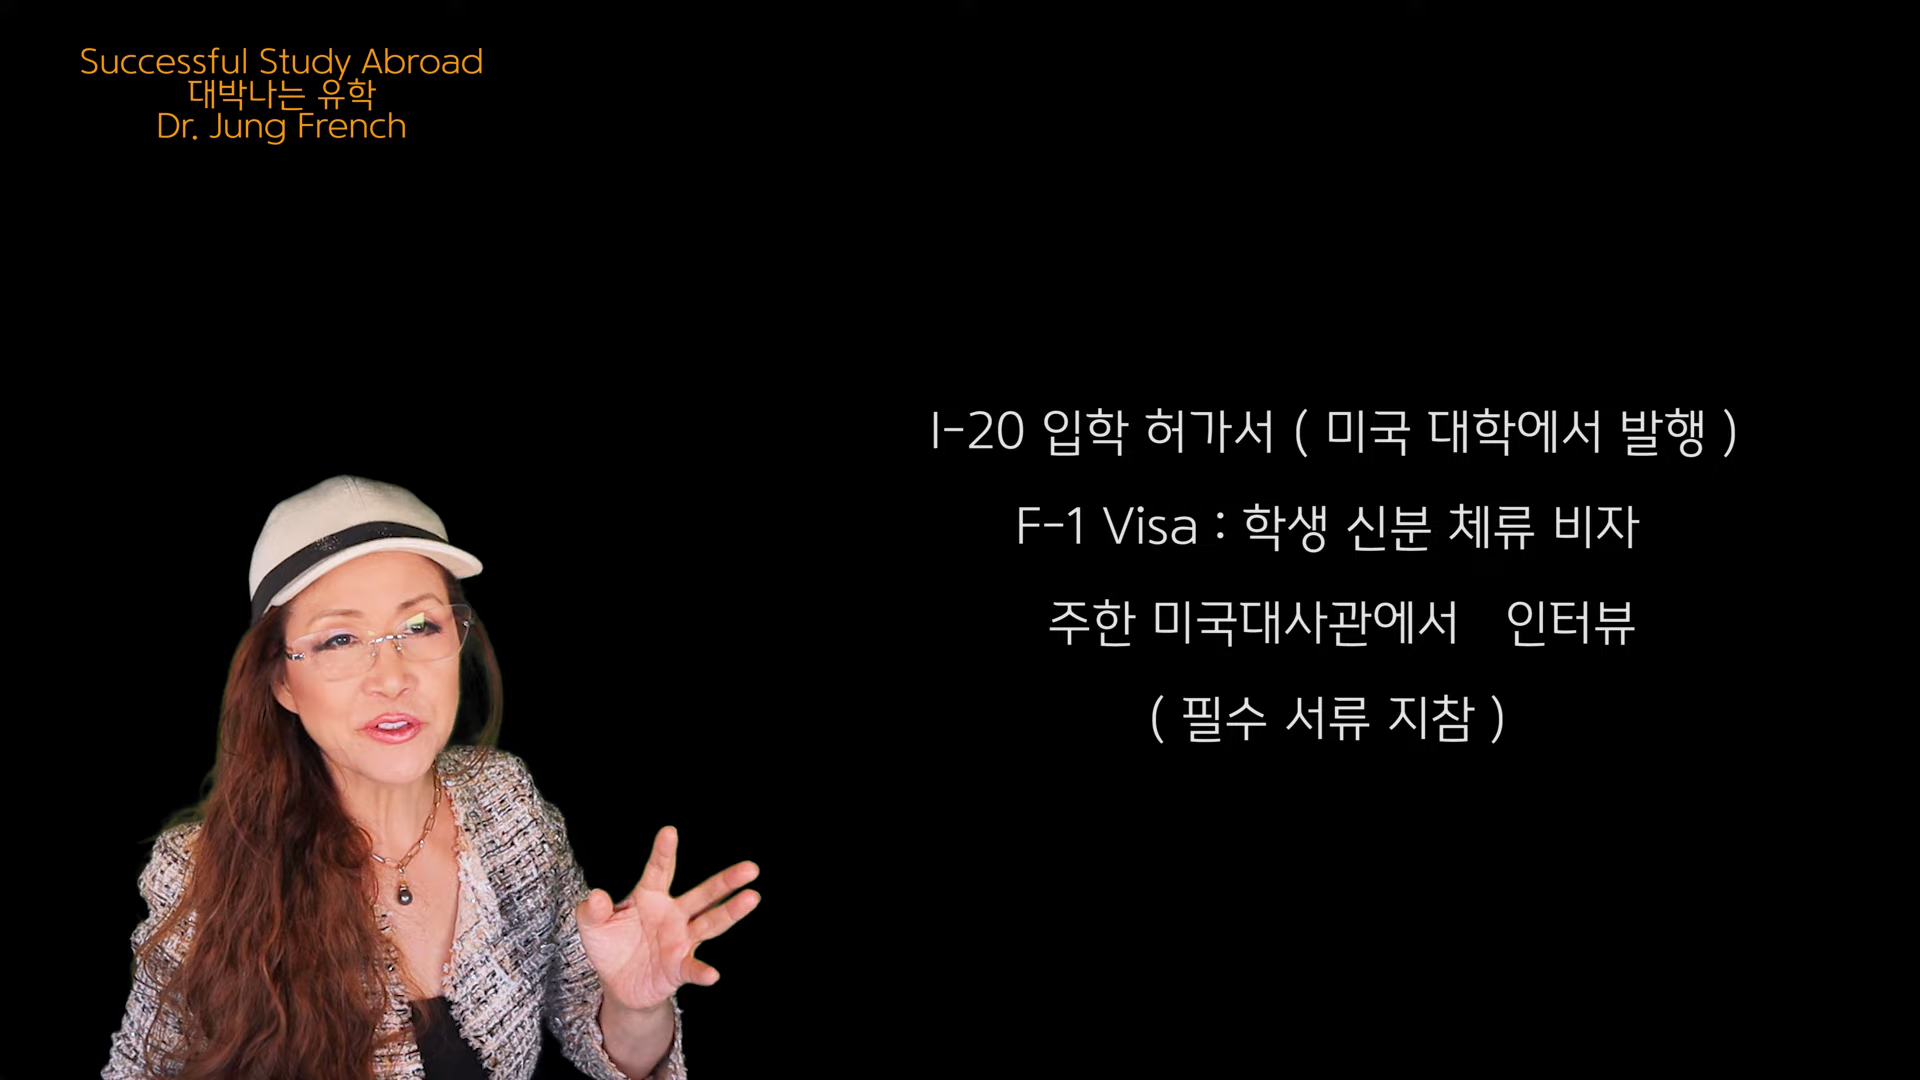 Successful Study Abroad
대박나는 유학
Dr. Jung French
I-20 입학 허가서 ( 미국 대학에서 발행 )
F-1 Visa : 학생 신분 체류 비자
주한 미국대사관에서 인터뷰
( 필수 서류 지참 )